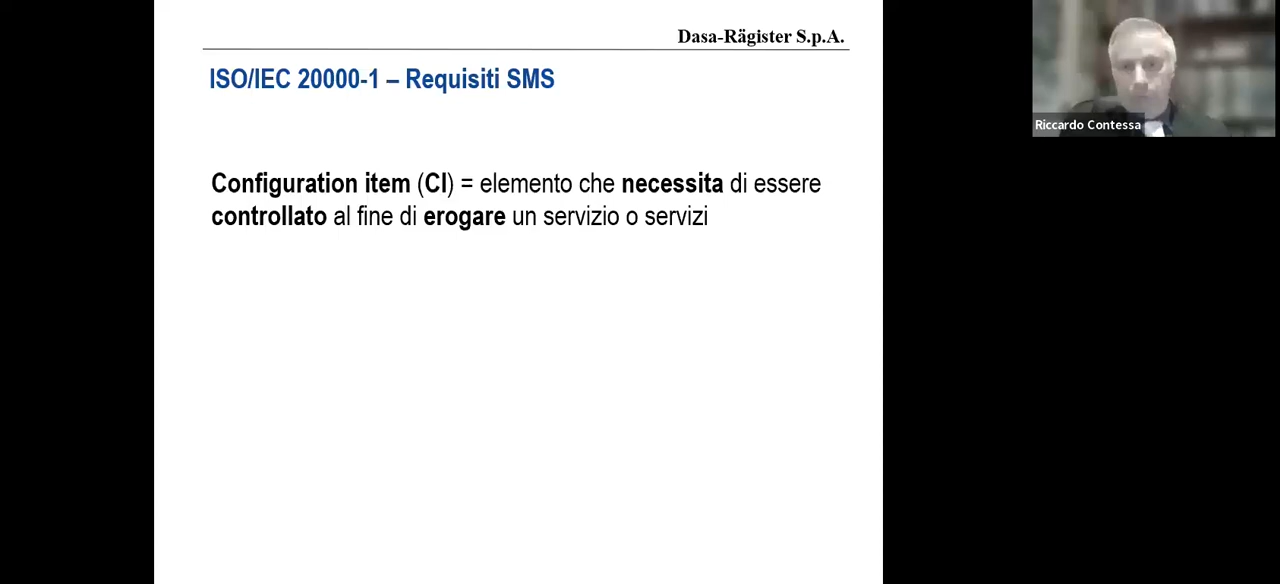 Dasa-Rägister S.p.A.
ISO/IEC 20000-1 – Requisiti SMS
Configuration item (CI) = elemento che necessita di essere
controllato al fine di erogare un servizio o servizi
Riccardo Contessa